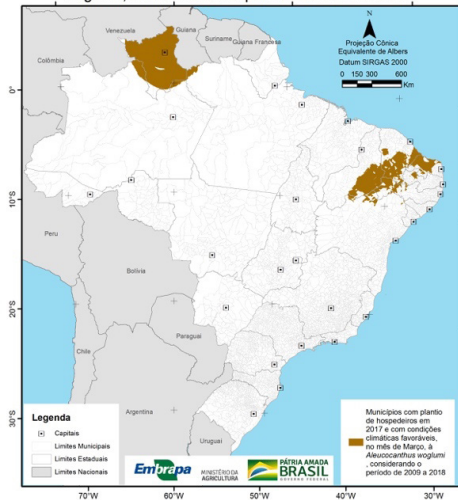 Venezuela
Guiana
Suriname
Guiana Francesa
Colômbia
N
Projeção Cônica
Equivalente de Albers
Datum SIRGAS 2000
0 150 300 600
Km
0°
10°S
20°S
30°S
Peru
Bolívia
Paraguai
Chile
Argentina
Uruguai
Legenda
Capitais
Limites Municipais
Limites Estaduais
Limites Nacionais
Embrapa
MINISTÉRIO DA
AGRICULTURA
PÁTRIA AMADA
BRASIL
GOVERNO FEDERAL
Municípios com plantio
de hospedeiros em
2017 e com condições
climáticas favoráveis,
no mês de Março, à
Aleucocanthus woglumi
, considerando o
período de 2009 a 2018
70°W
60°W
50°W
40°W
30°W